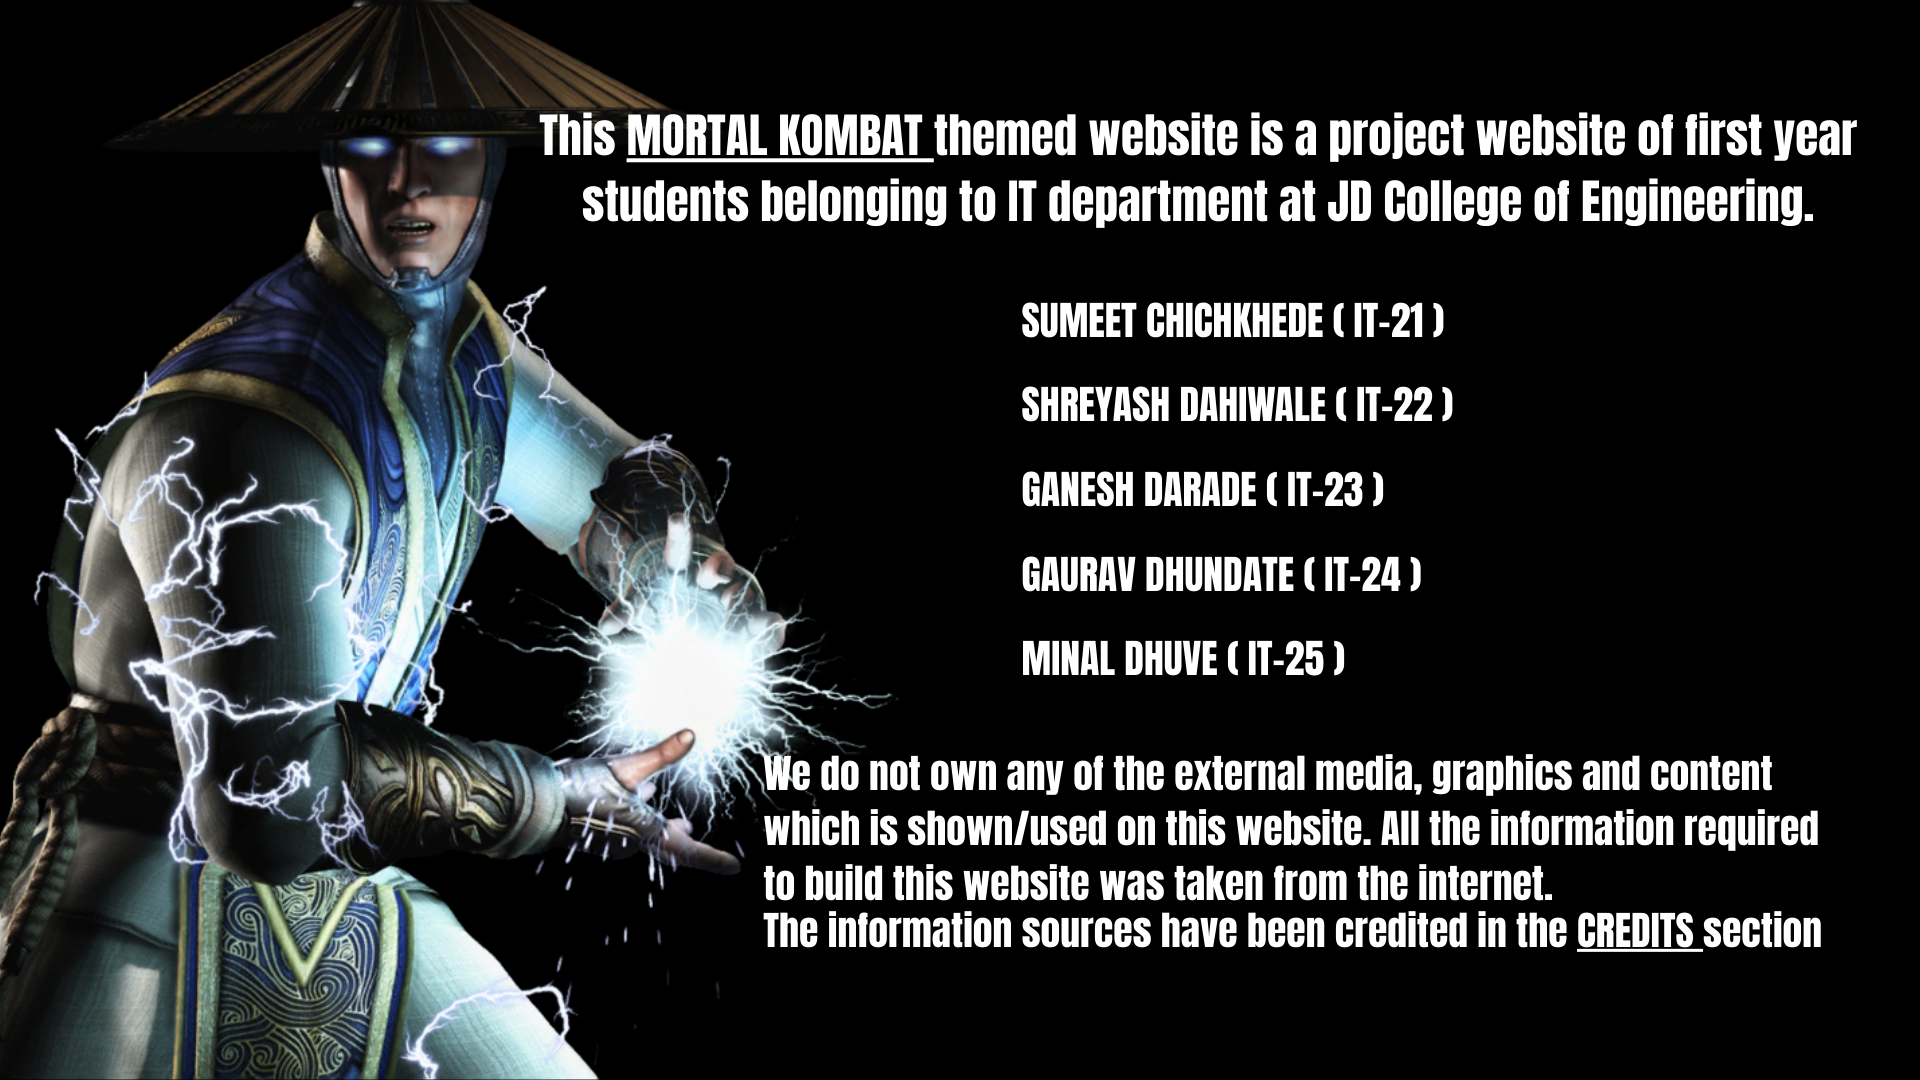 This MORTAL KOMBAT themed website is a project website of first year
students belonging to IT department at JD College of Engineering.
SUMEET CHICHKHEDE ( IT-21 )
SHREYASH DAHIWALE ( IT-22 )
GANESH DARADE ( IT-23 )
GAURAV DHUNDATE ( IT-24 )
MINAL DHUVE ( IT-25 )
We do not own any of the external media, graphics and content
which is shown/used on this website. All the information required
to build this website was taken from the internet.
The information sources have been credited in the CREDITS section